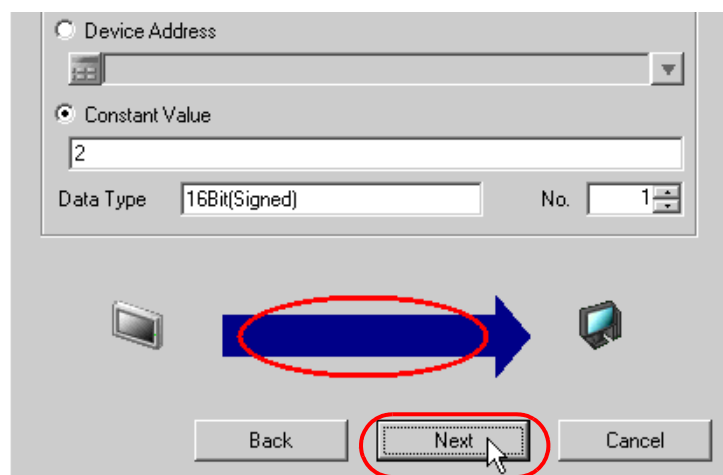 Device Address
Constant Value
2
Data Type 16Bit(Signed) No. 1
Back Next Cancel